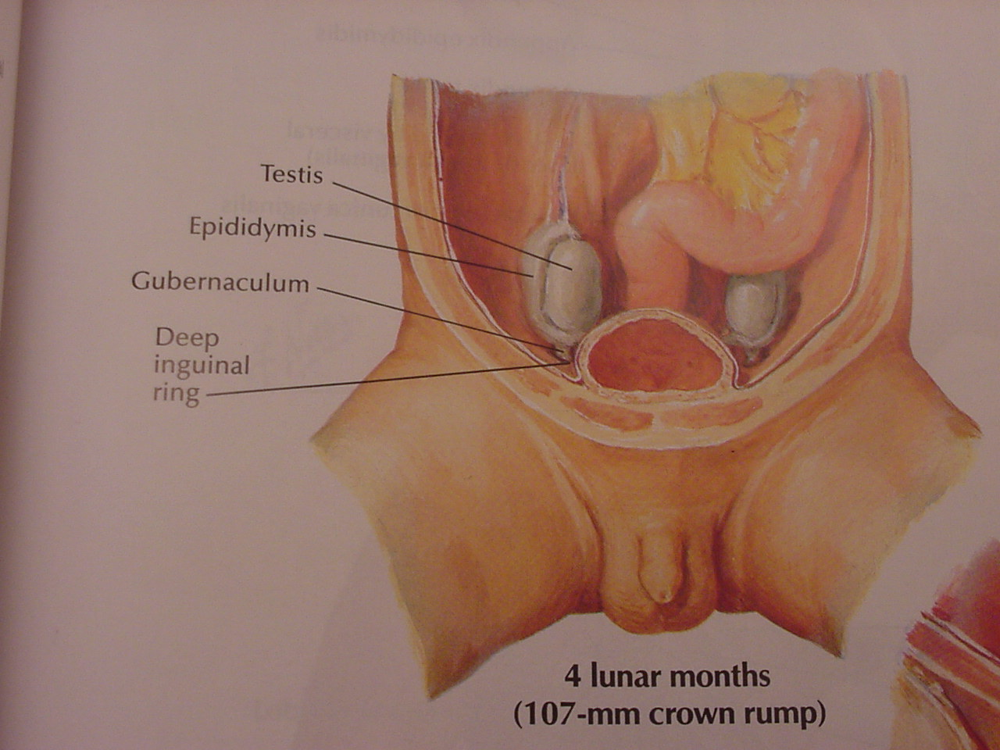 Testis
Epididymis
Gubernaculum
Deep
inguinal
ring
4 lunar months
(107-mm crown rump)